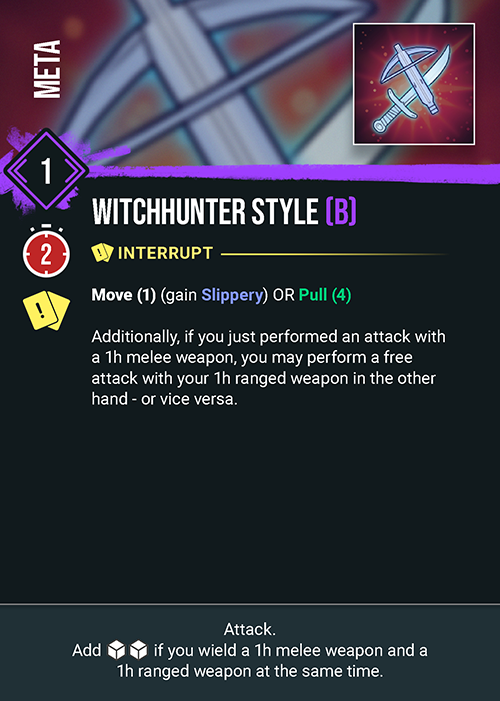 META
1
WITCHHUNTER STYLE (B)
2
! INTERRUPT
!
Move (1) (gain Slippery) OR Pull (4)
Additionally, if you just performed an attack with
a 1h melee weapon, you may perform a free
attack with your 1h ranged weapon in the other
hand - or vice versa.
Attack.
Add if you wield a 1h melee weapon and a
1h ranged weapon at the same time.